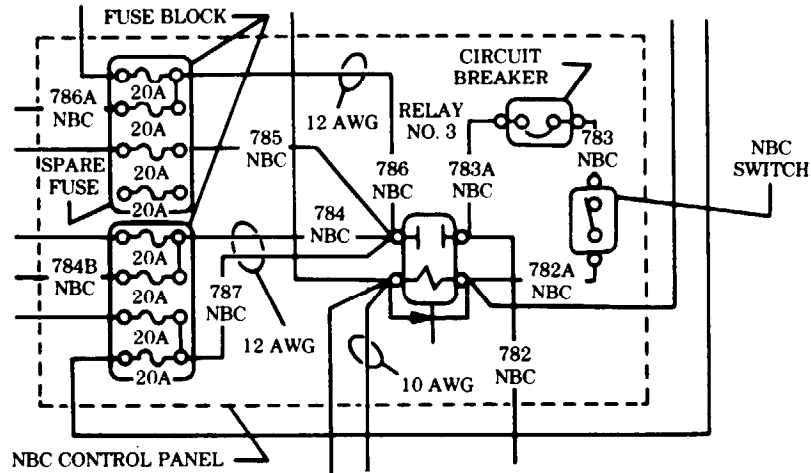 FUSE BLOCK
CIRCUIT
BREAKER
20A
786A
NBC
20A
12 AWG
RELAY
NO. 3
785
NBC
786
NBC
783A
NBC
783
NBC
NBC
SWITCH
20A
SPARE
FUSE
20A
784
NBC
20A
784B
NBC
787
NBC
782A
NBC
20A
20A
12 AWG
782
NBC
20A
10 AWG
NBC CONTROL PANEL